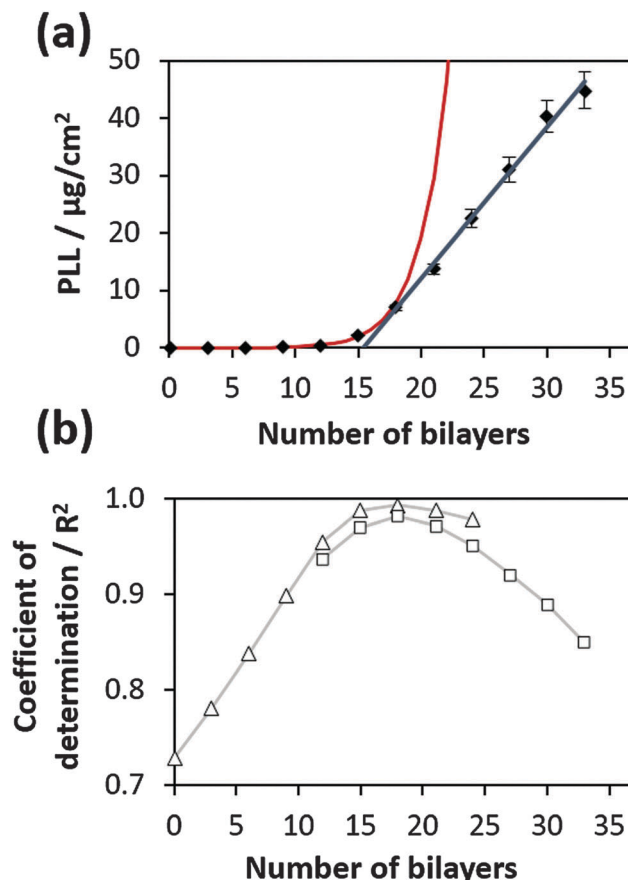 (a)
PLL / µg/cm²
50
40
30
20
10
0
0 5 10 15 20 25 30 35
Number of bilayers
(b)
Coefficient of
determination / R²
1.0
0.9
0.8
0.7
0 5 10 15 20 25 30 35
Number of bilayers